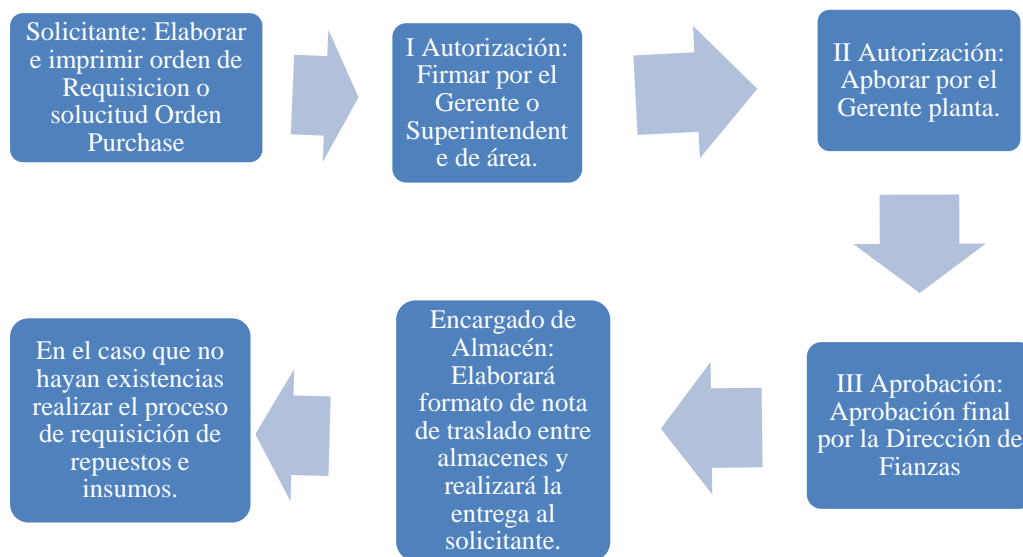 Solicitante: Elaborar
e imprimir orden de
Requisicion o
solucitud Orden
Purchase
I Autorización:
Firmar por el
Gerente o
Superintendent
e de área.
II Autorización:
Apborar por el
Gerente planta.
III Aprobación:
Aprobación final
por la Dirección de
Fianzas
Encargado de
Almacén:
Elaborará
formato de nota
de traslado entre
almacenes y
realizará la
entrega al
solicitante.
En el caso que no
hayan existencias
realizar el proceso
de requisición de
repuestos e
insumos.